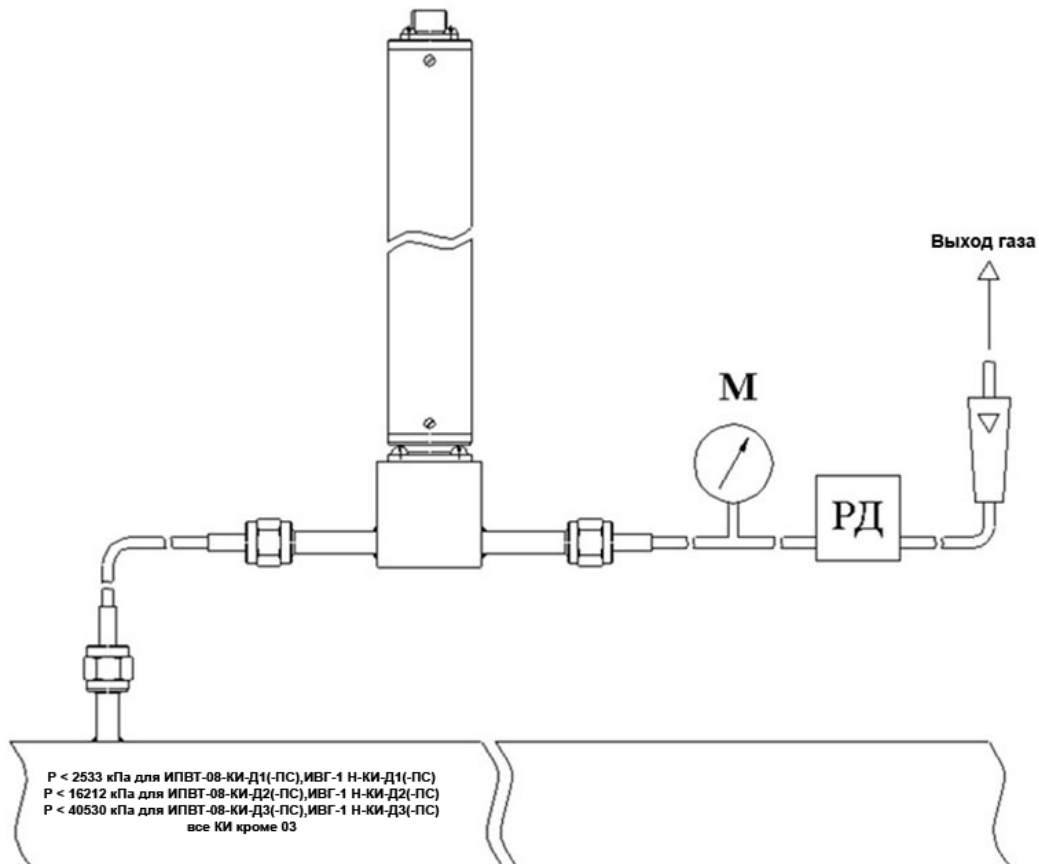 Выход газа
М
РД
P < 2533 кПа для ИПВТ-08-КИ-Д1(-ПС),ИВГ-1 Н-КИ-Д1(-ПС)
P < 16212 кПа для ИПВТ-08-КИ-Д2(-ПС),ИВГ-1 Н-КИ-Д2(-ПС)
P < 40530 кПа для ИПВТ-08-КИ-Д3(-ПС),ИВГ-1 Н-КИ-Д3(-ПС)
все КИ кроме 03